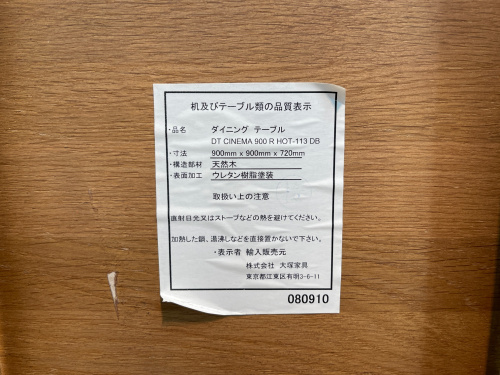 机及びテーブル類の品質表示
・品名 ダイニング テーブル
DT CINEMA 900 R HOT-113 DB
・寸法 900mm x 900mm x 720mm
・構造部材 天然木
・表面加工 ウレタン樹脂塗装
取扱い上の注意
直射日光又はストーブなどの熱を避けてください。
加熱した鍋、湯沸しなどを直接置かないで下さい。
・表示者 輸入販売元
株式会社 大塚家具
東京都江東区有明3-6-11
080910